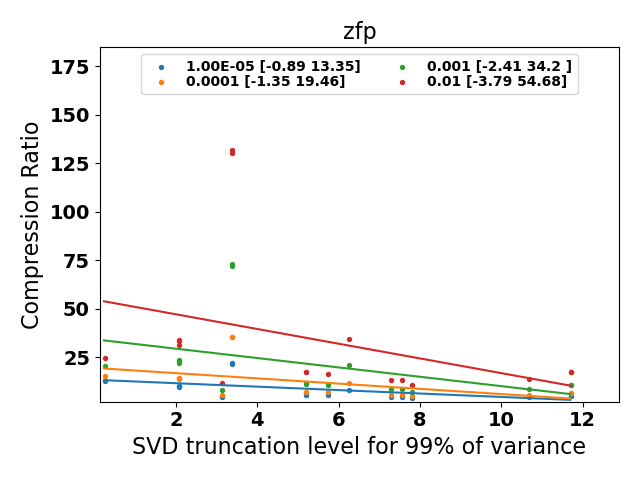 zfp
1.00E-05 [-0.89 13.35]
0.0001 [-1.35 19.46]
0.001 [-2.41 34.2 ]
0.01 [-3.79 54.68]
Compression Ratio
175
150
125
100
75
50
25
2 4 6 8 10 12
SVD truncation level for 99% of variance